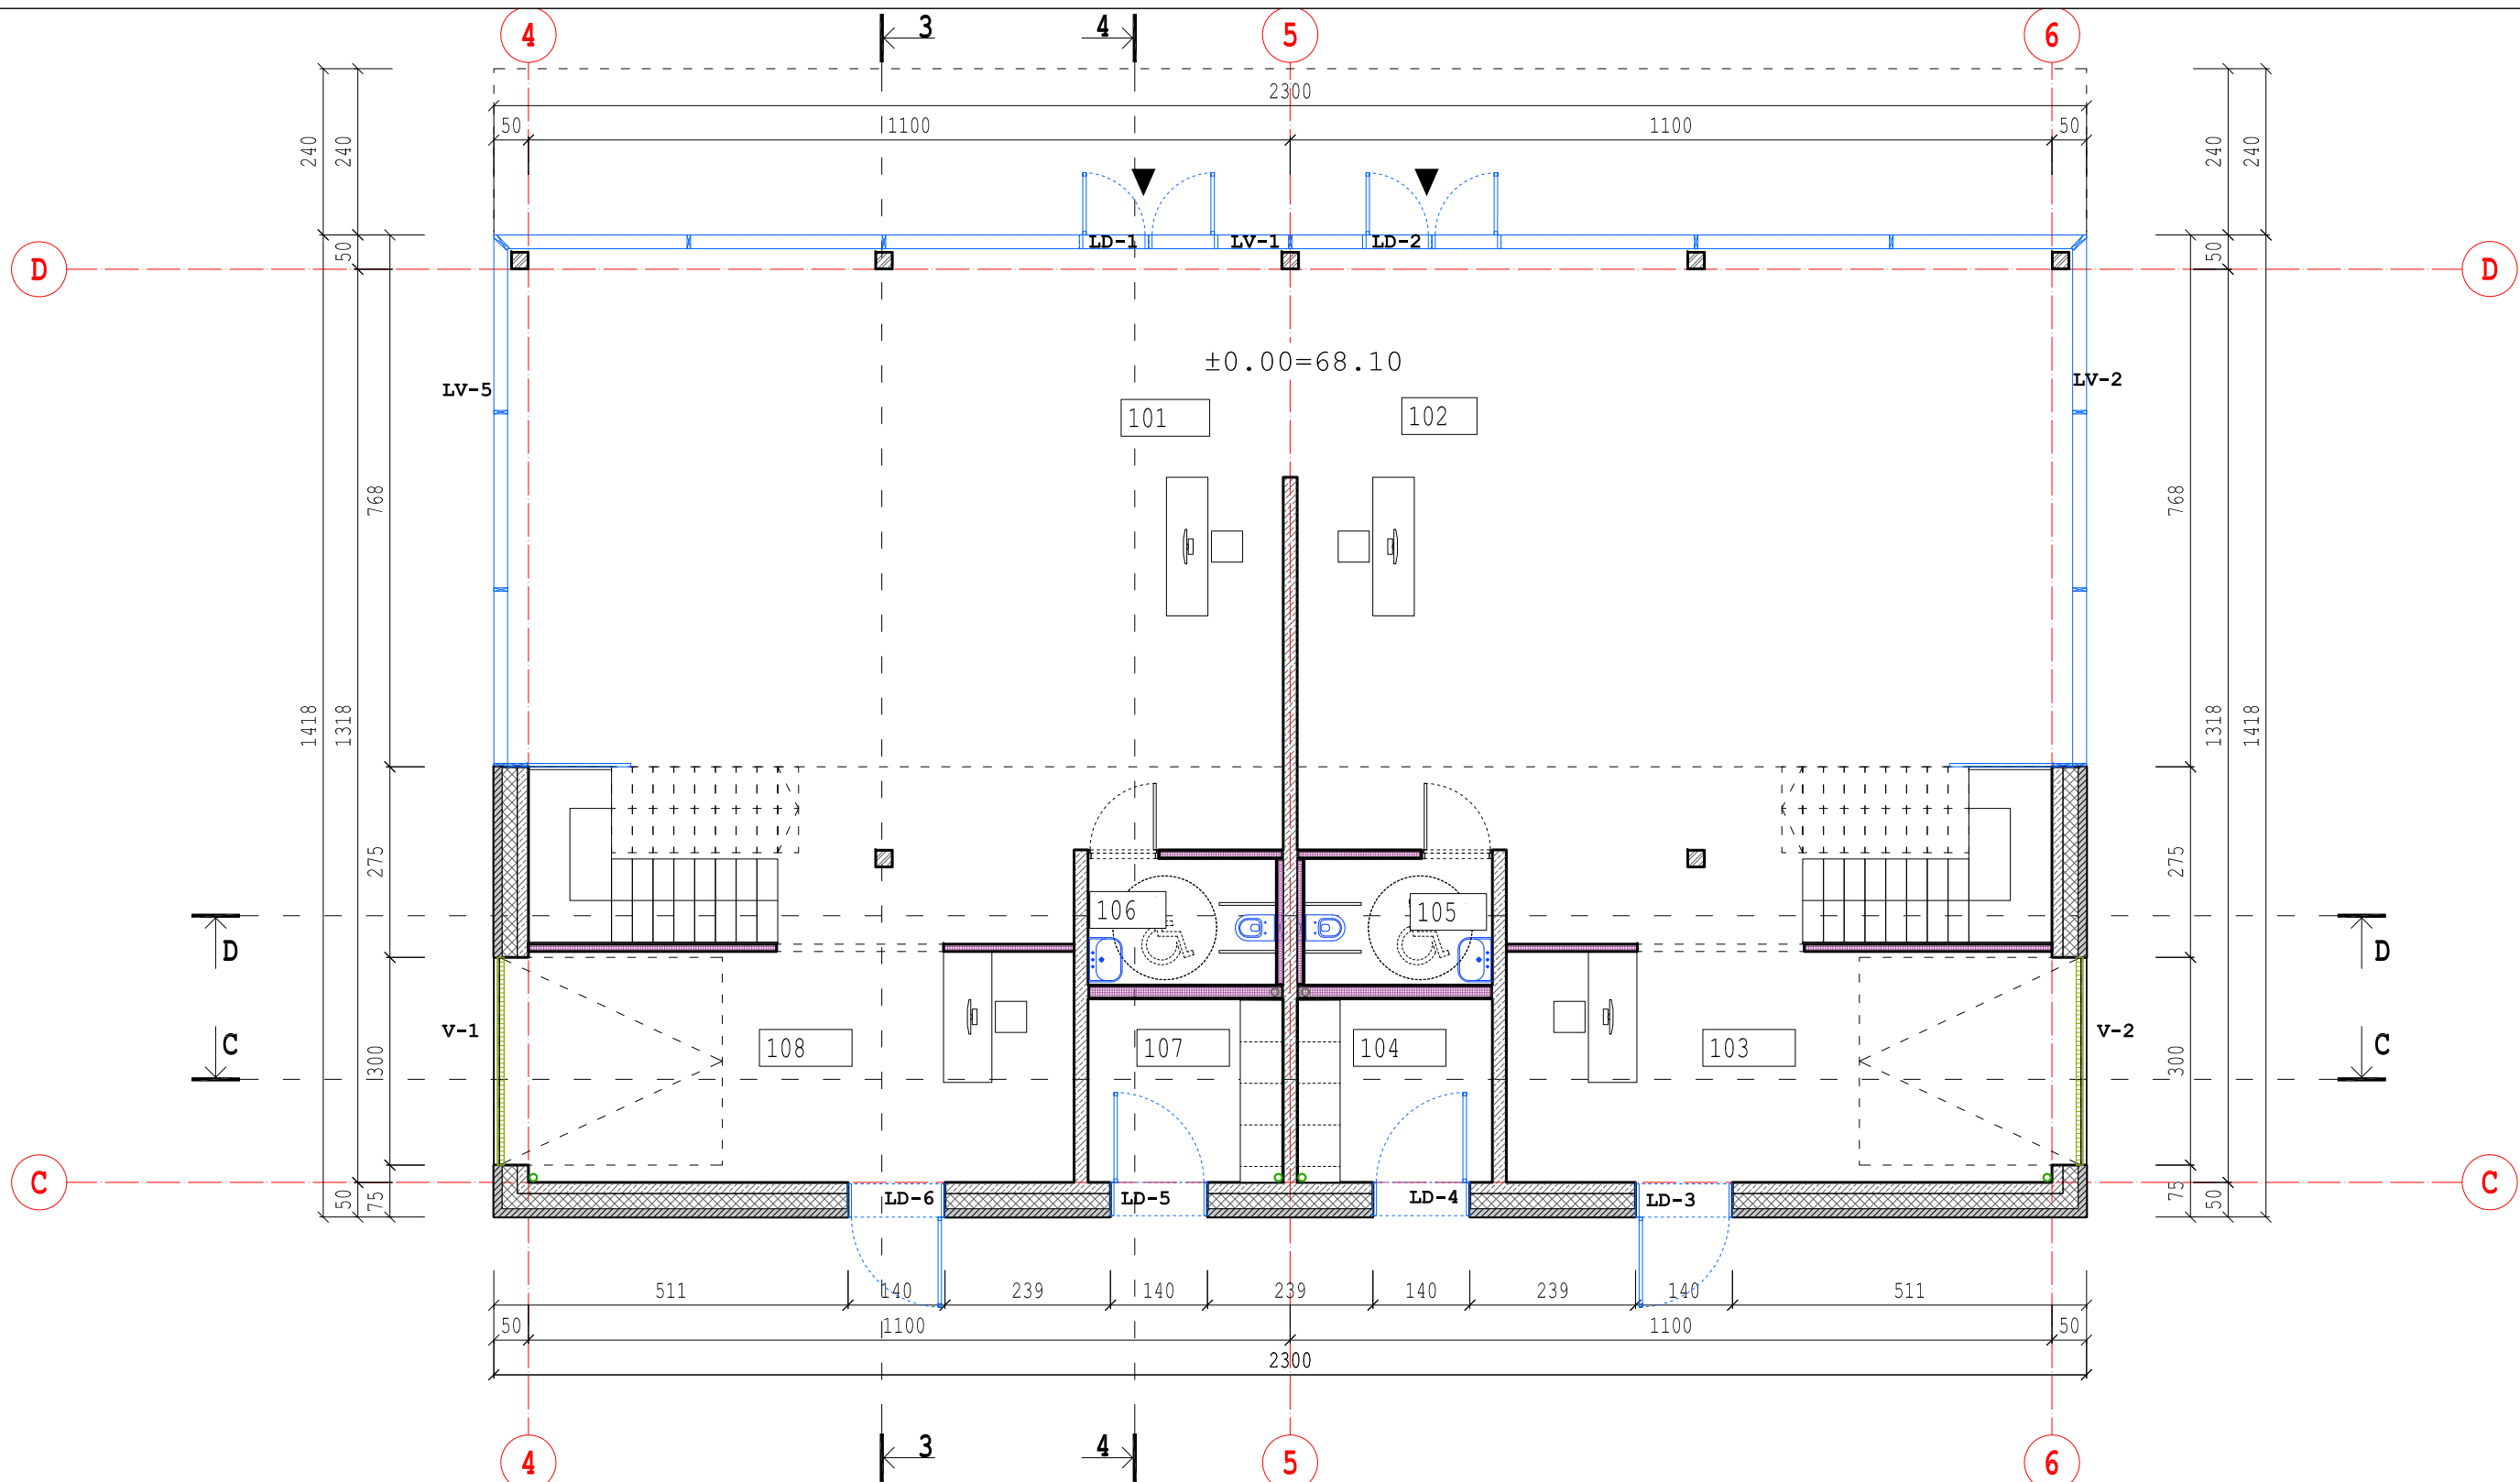 4 3 4 5 6
2300
50 1100 1100 50
240 240 240 240
LD-1 LV-1 LD-2
50 50
D D
±0.00=68.10
LV-5 LV-2
101 102
768 768
1418 1318 1318 1418
275 275
106 105
D D
V-1 V-2
C C
108 107 104 103
300 300
C C
LD-6 LD-5 LD-4 LD-3
50 75 75 50
511 140 239 140 239 140 239 140 511
50 1100 1100 50
2300
4 3 4 5 6